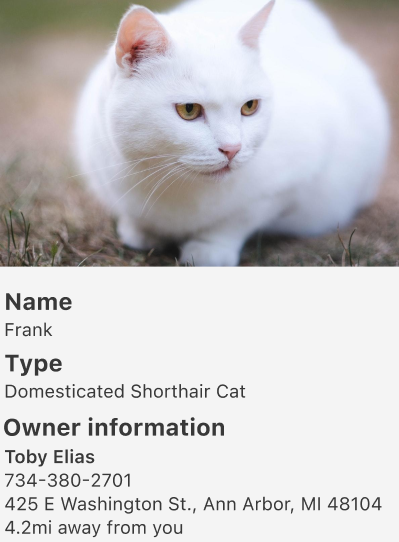 Name
Frank
Type
Domesticated Shorthair Cat
Owner information
Toby Elias
734-380-2701
425 E Washington St., Ann Arbor, MI 48104
4.2mi away from you